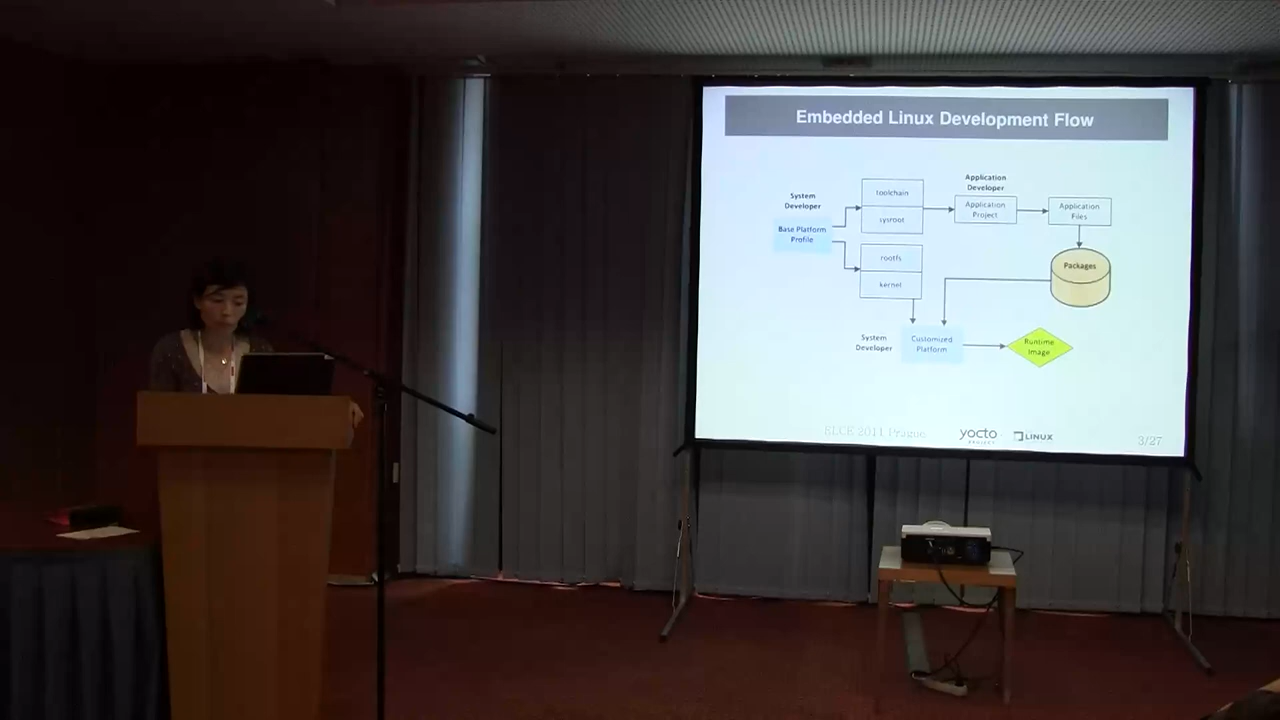 Embedded Linux Development Flow
System
Developer
Base Platform
Profile
toolchain
sysroot
rootfs
kernel
Application
Developer
Application
Project
Application
Files
Packages
System
Developer
Customized
Platform
Runtime
Image
ELCE 2011 Prague
yocto
PROJECT
LINUX
3/27